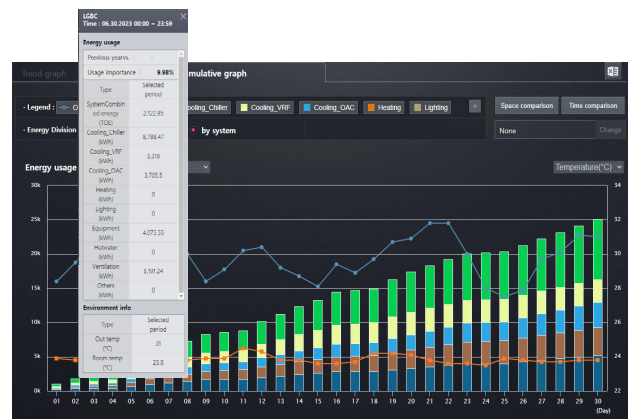 LGBC
Time : 06.30.2023 00:00 ~ 23:59
Energy usage
Previous yearvs. -
Usage Importance 9.98%
Type Selected period
SystemCombined energy (TOE) 2,122.85
Cooling_Chiller (kWh) 8,788.47
Cooling_VRF (kWh) 3,319
Cooling_OAC (kWh) 3,705.5
Heating (kWh) 0
Lighting (kWh) 0
Equipment (kWh) 4,075.55
Hotwater (kWh) 0
Ventilation (kWh) 5,191.24
Others (kWh) 0
Environment info
Type Selected period
Out temp (℃) 31
Room temp (℃) 23.8
Trend graph
mulative graph
- Legend : O
ooling_Chiller Cooling_VRF Cooling_OAC Heating Lighting +
Space comparison Time comparison
- Energy Division
by system
None Change
Energy usage
Temperature(℃)
30k 34
25k 32
20k 30
15k 28
10k 26
5k 24
0k 22
01 02 03 04 05 06 07 08 09 10 11 12 13 14 15 16 17 18 19 20 21 22 23 24 25 26 27 28 29 30
(Day)